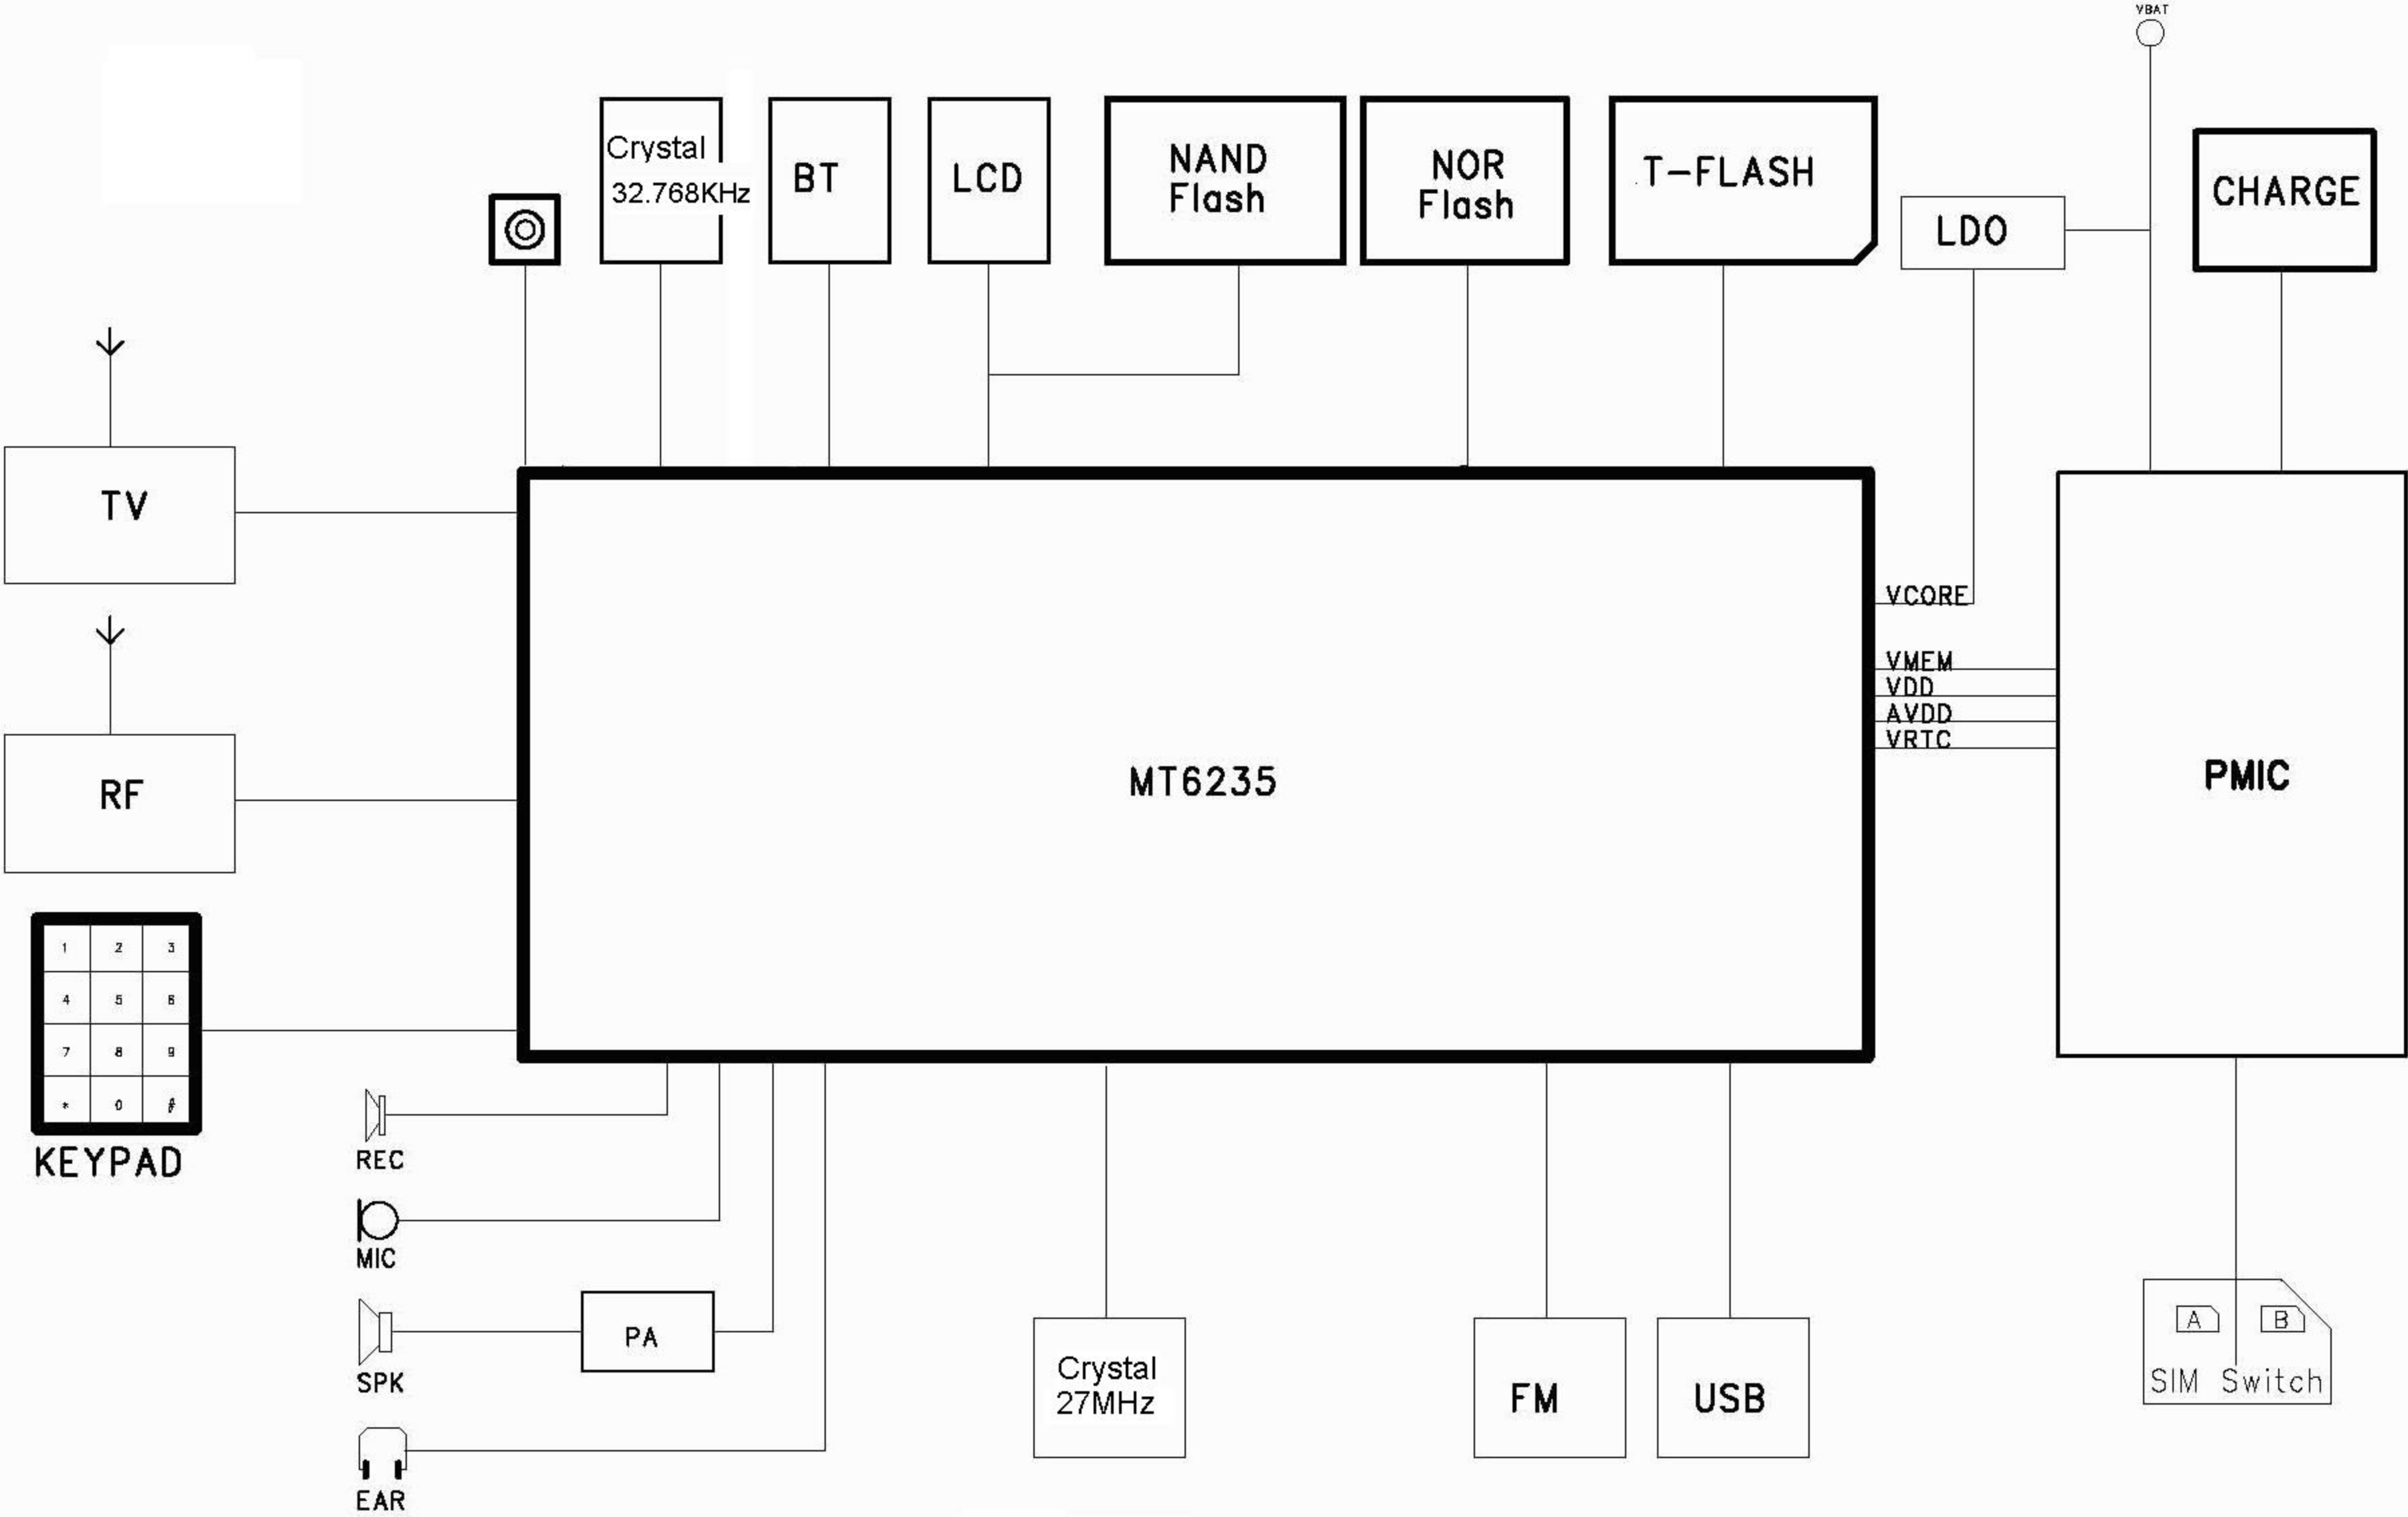 VBAT
Crystal
32.768KHz
BT
LCD
NAND
Flash
NOR
Flash
T-FLASH
LDO
CHARGE
TV
VCORE
VMEM
VDD
AVDD
VRTC
RF
MT6235
PMIC
1 2 3
4 5 6
7 8 9
* 0 #
KEYPAD
REC
MIC
SPK
PA
EAR
Crystal
27MHz
FM
USB
A B
SIM Switch